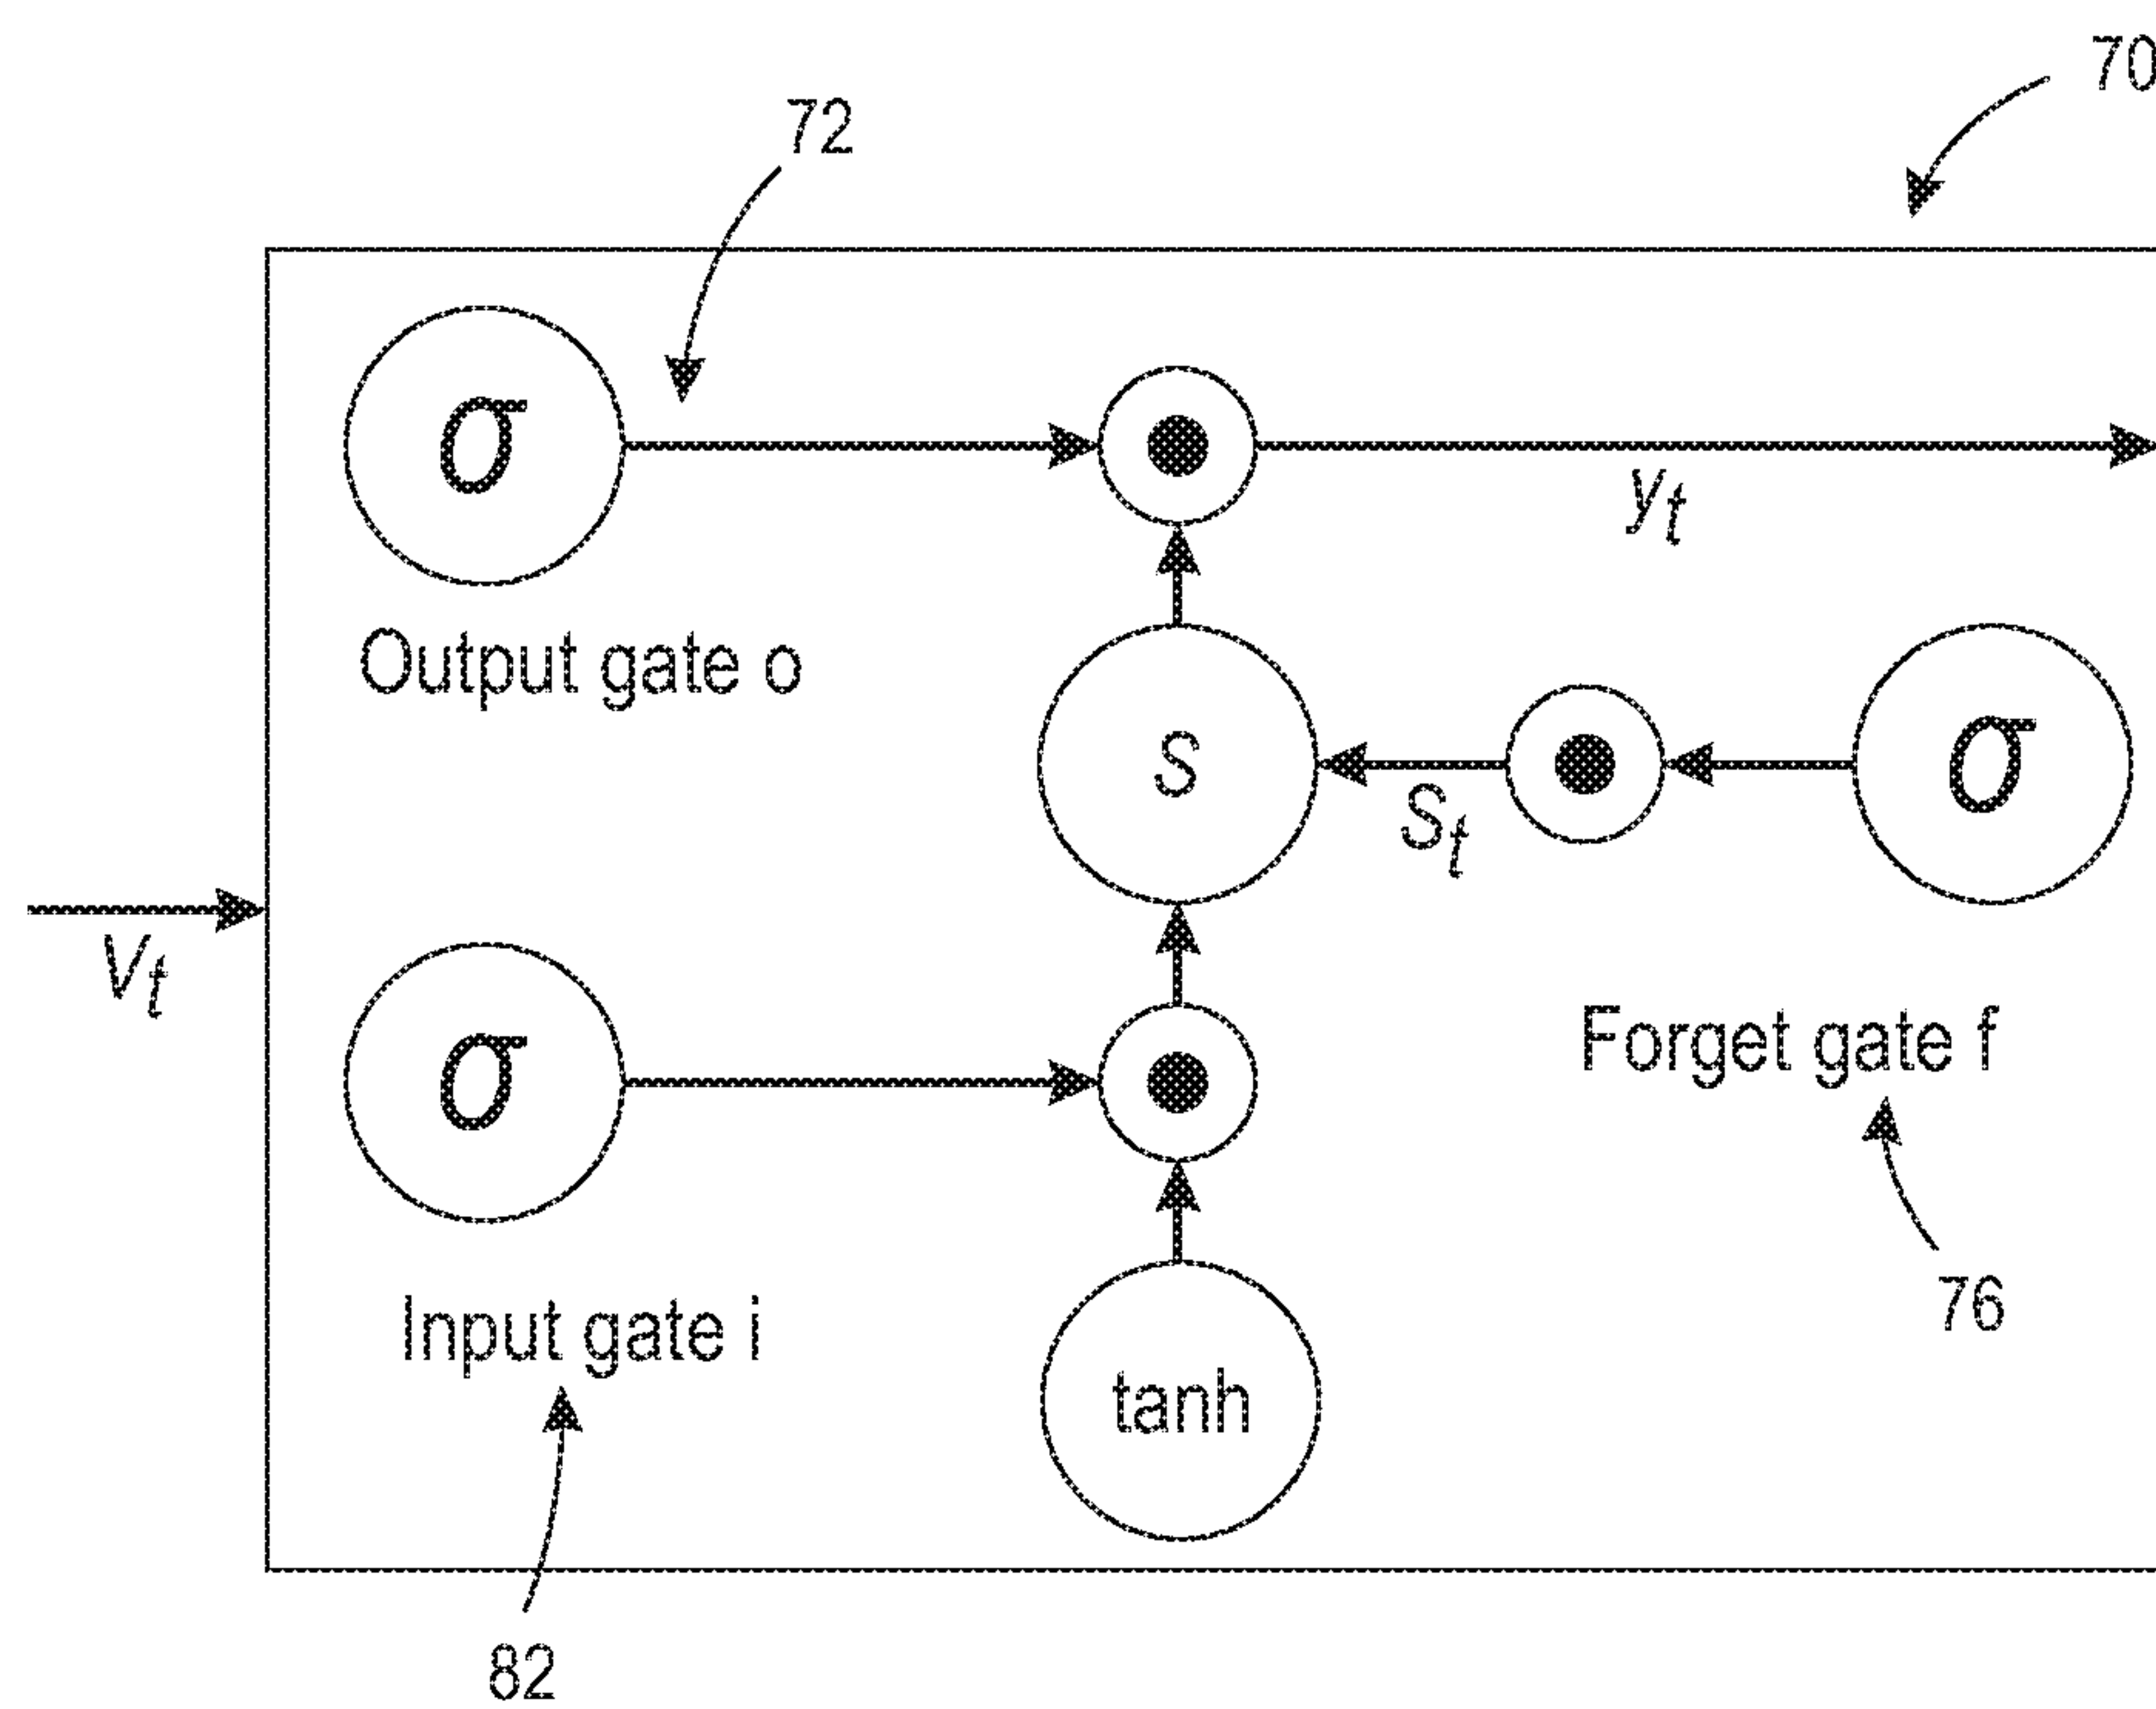 70
72
σ
y_t
Output gate o
S
S_t
σ
V_t
σ
Forget gate f
Input gate i
76
tanh
82